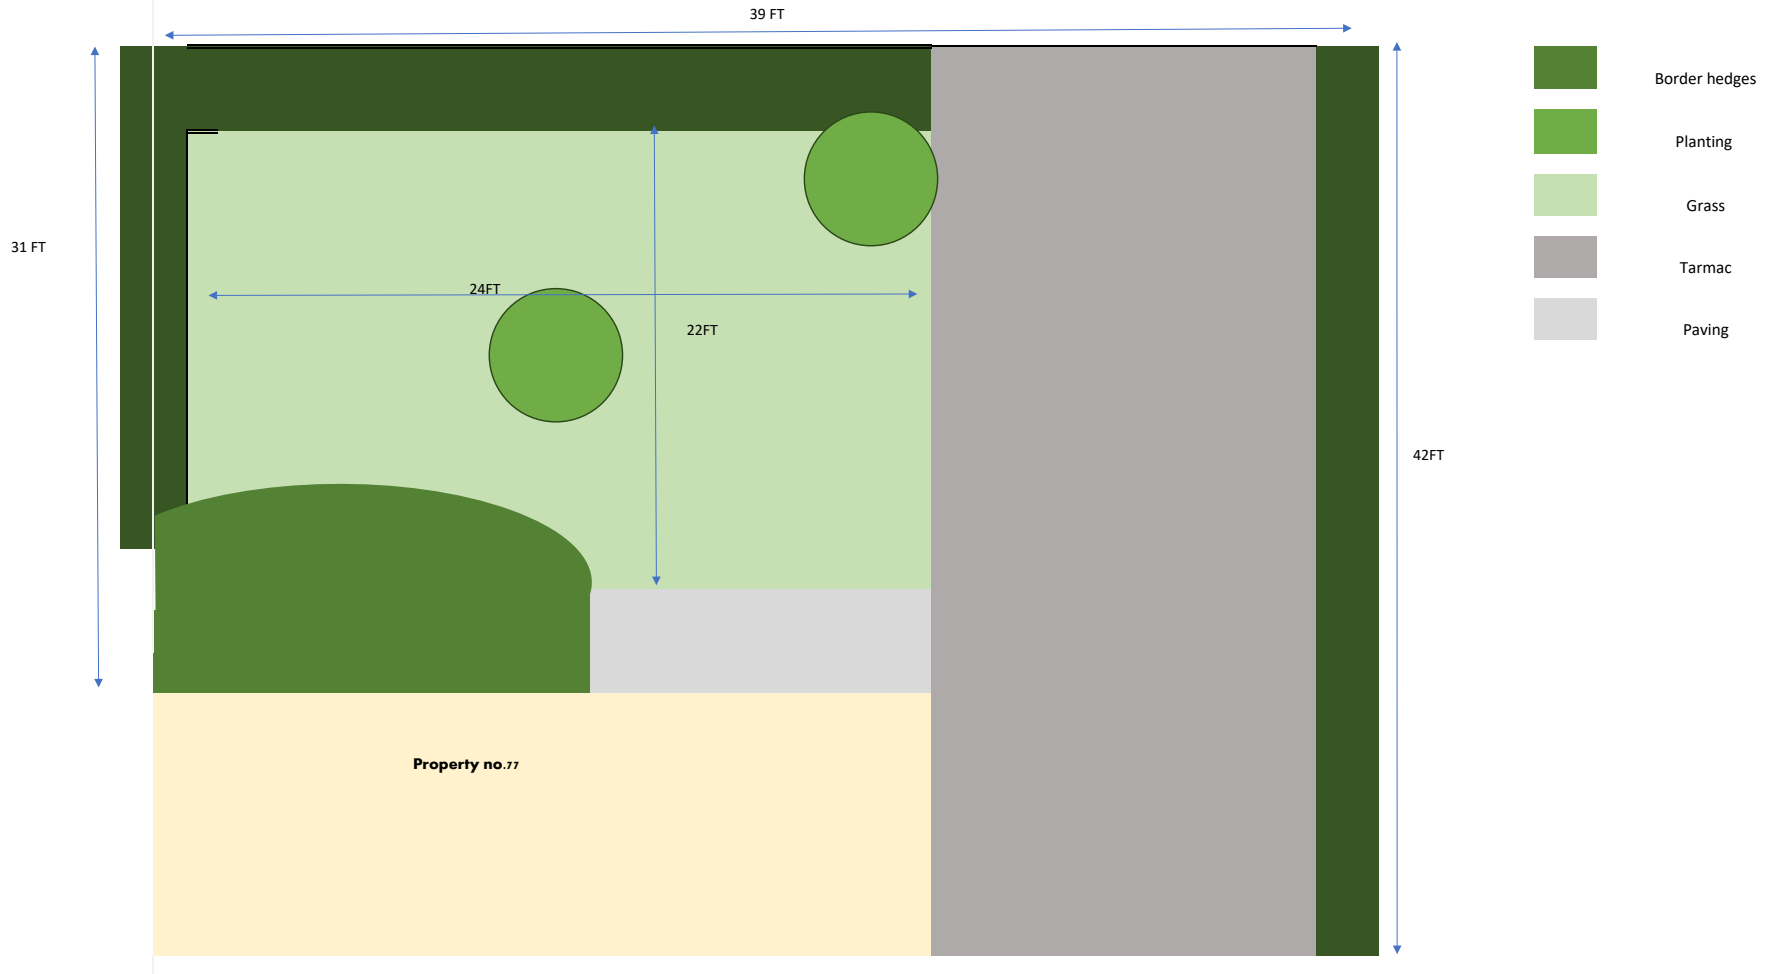 39 FT
Border hedges
Planting
Grass
31 FT
Tarmac
24FT
22FT
Paving
42FT
Property no.77